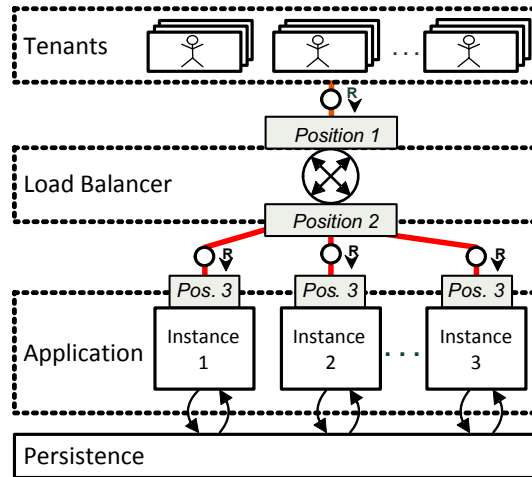 Tenants
. . .
R
Position 1
Load Balancer
Position 2
R R R
Pos. 3 Pos. 3 Pos. 3
Application
Instance 1
Instance 2
. . .
Instance 3
Persistence